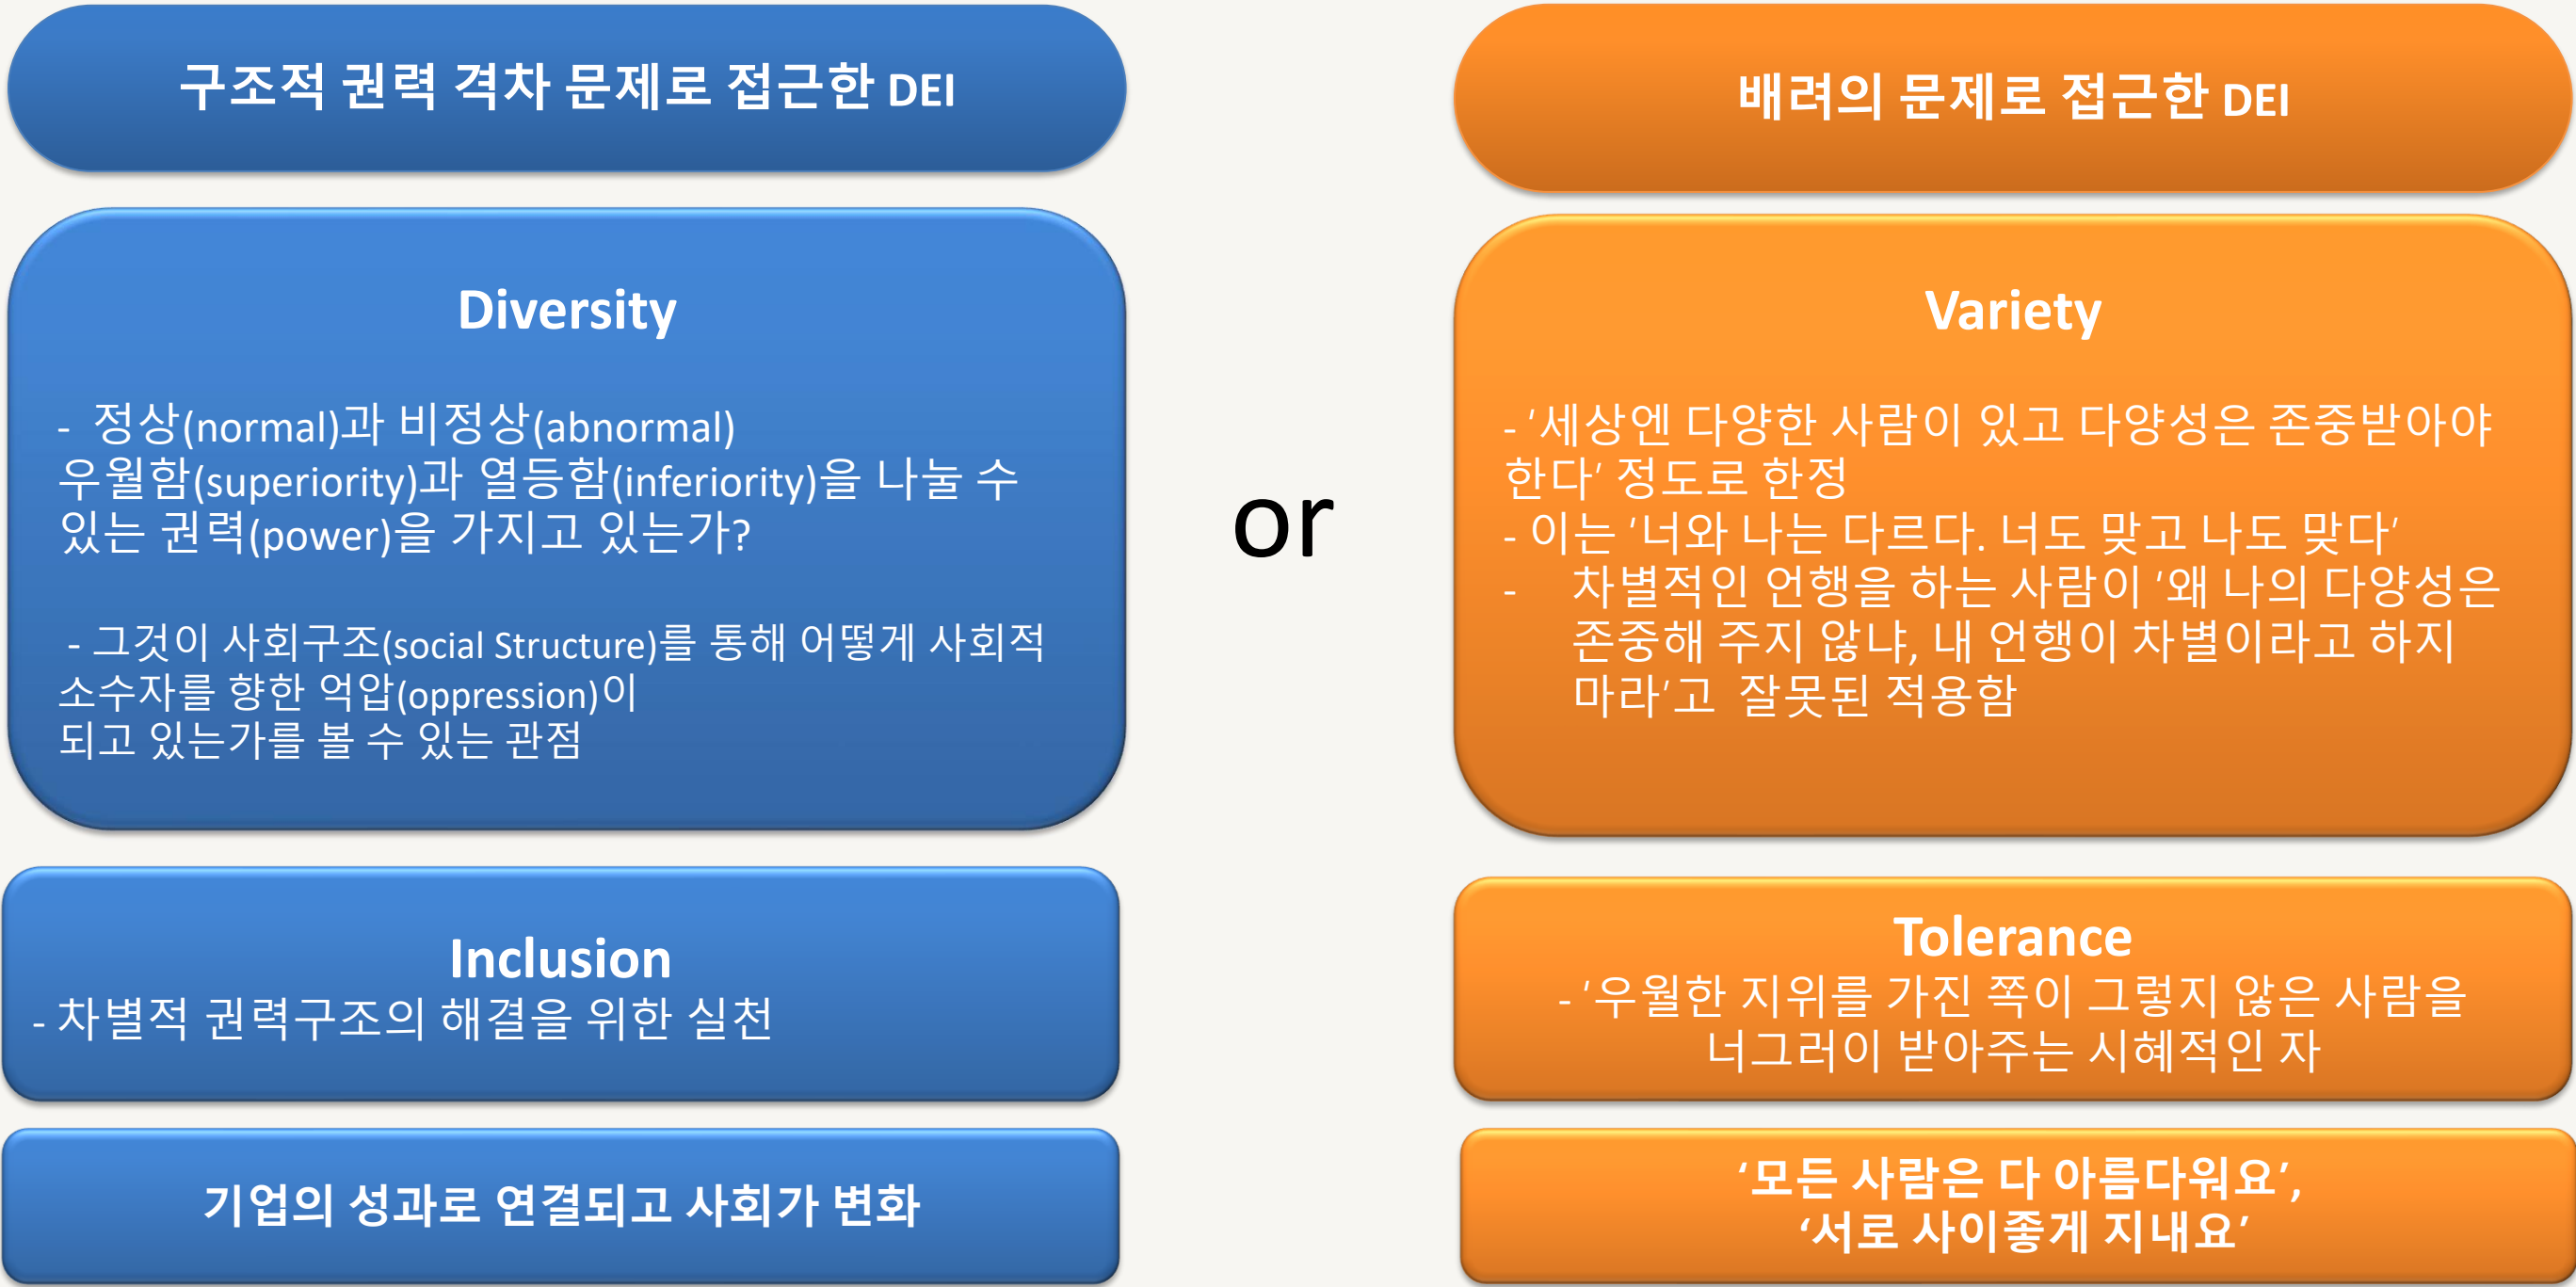 구조적 권력 격차 문제로 접근한 DEI
Diversity
- 정상(normal)과 비정상(abnormal)
우월함(superiority)과 열등함(inferiority)을 나눌 수
있는 권력(power)을 가지고 있는가?
- 그것이 사회구조(social Structure)를 통해 어떻게 사회적
소수자를 향한 억압(oppression)이
되고 있는가를 볼 수 있는 관점
Inclusion
- 차별적 권력구조의 해결을 위한 실천
기업의 성과로 연결되고 사회가 변화
or
배려의 문제로 접근한 DEI
Variety
- ‘세상엔 다양한 사람이 있고 다양성은 존중받아야
한다’ 정도로 한정
- 이는 ‘너와 나는 다르다. 너도 맞고 나도 맞다’
- 차별적인 언행을 하는 사람이 ‘왜 나의 다양성은
존중해 주지 않냐, 내 언행이 차별이라고 하지
마라’고 잘못된 적용함
Tolerance
- ‘우월한 지위를 가진 쪽이 그렇지 않은 사람을
너그러이 받아주는 시혜적인 자
‘모든 사람은 다 아름다워요’,
‘서로 사이좋게 지내요’